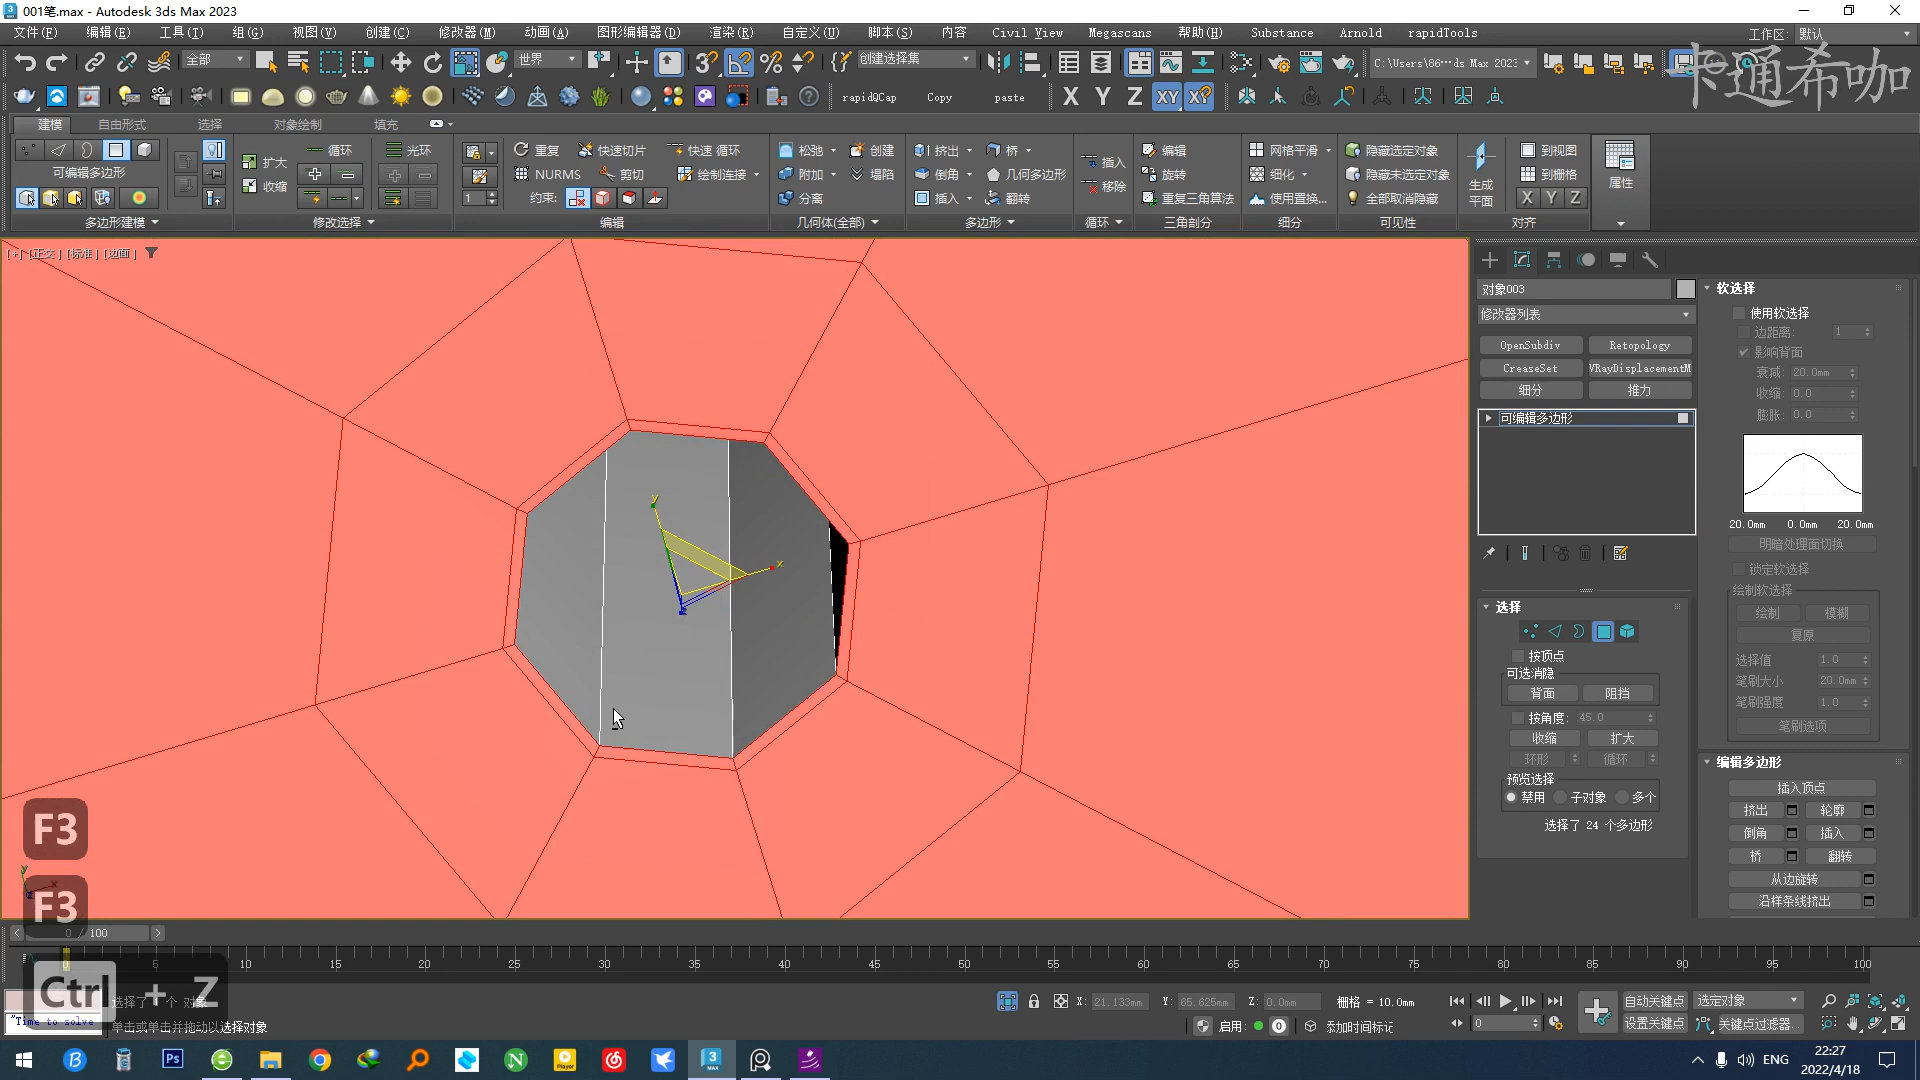 001笔.max - Autodesk 3ds Max 2023
文件(F) 编辑(E) 工具(T) 组(G) 视图(V) 创建(C) 修改器(M) 动画(A) 图形编辑器(D) 渲染(R) 自定义(U) 脚本(S) 内容 Civil View Megascans 帮助(H) Substance Arnold rapidTools 工作区: 默认
全部 世界 创建选择集 C:\Users\86···ds Max 2023
卡通希咖
rapidQCap Copy paste X Y Z XY XY
建模 自由形式 选择 对象绘制 填充
扩大 循环 光环 重复 快速切片 快速 循环 松弛 创建 挤出 桥 插入 编辑 网格平滑 隐藏选定对象 到视图
可编辑多边形 收缩 NURMS 剪切 绘制连接 附加 塌陷 倒角 几何多边形 移除 旋转 细化 隐藏未选定对象 到栅格 生成平面 属性
1 约束: 分离 插入 翻转 重复三角算法 使用置换... 全部取消隐藏 X Y Z
多边形建模 修改选择 编辑 几何体(全部) 多边形 循环 三角剖分 细分 可见性 对齐
[+] [正交] [标准] [边面]
对象003
修改器列表
OpenSubdiv Retopology
CreaseSet VRayDisplacementM
细分 推力
可编辑多边形
选择
按顶点
可选消隐
背面 阻挡
按角度: 45.0
收缩 扩大
环形 循环
预览选择
禁用 子对象 多个
选择了 24 个多边形
软选择
使用软选择
边距离: 1
影响背面
衰减: 20.0mm
收缩: 0.0
膨胀: 0.0
20.0mm 0.0mm 20.0mm
明暗处理面切换
锁定软选择
绘制软选择
绘制 模糊
复原
选择值 1.0
笔刷大小 20.0mm
笔刷强度 1.0
笔刷选项
编辑多边形
插入顶点
挤出 轮廓
倒角 插入
桥 翻转
从边旋转
沿样条线挤出
y
x
z
F3
F3
Ctrl + Z
0 / 100
5 10 15 20 25 30 35 40 45 50 55 60 65 70 75 80 85 90 95 100
选择了 1 个 对象
"Time to solve
单击或单击并拖动以选择对象
X: 21.133mm Y: 65.625mm Z: 0.0mm 栅格 = 10.0mm
启用: 0 添加时间标记
0
自动关键点 选定对象
设置关键点 关键点过滤器...
Ps N Player 3 MAX
ENG
22:27
2022/4/18